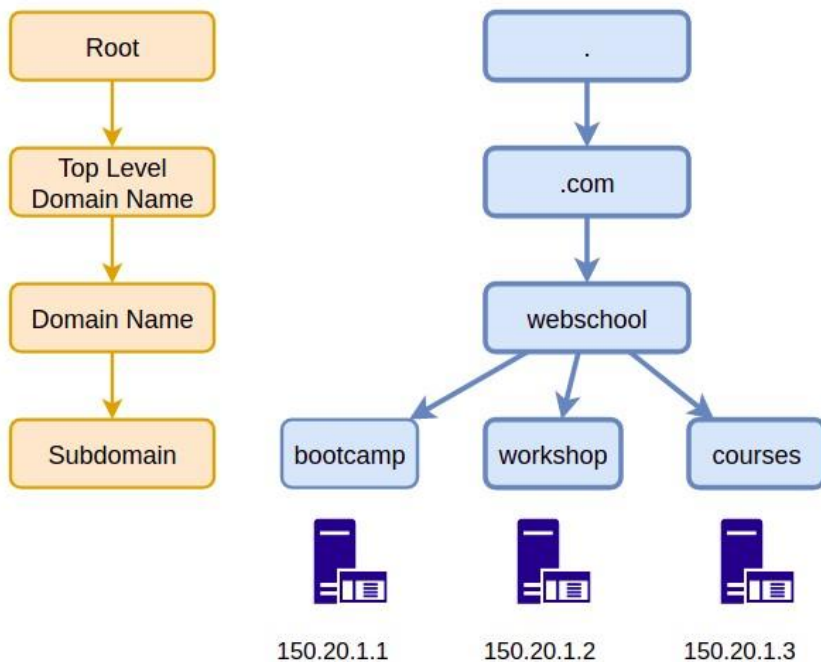 Root
.
Top Level
Domain Name
.com
Domain Name
webschool
Subdomain
bootcamp
workshop
courses
150.20.1.1
150.20.1.2
150.20.1.3